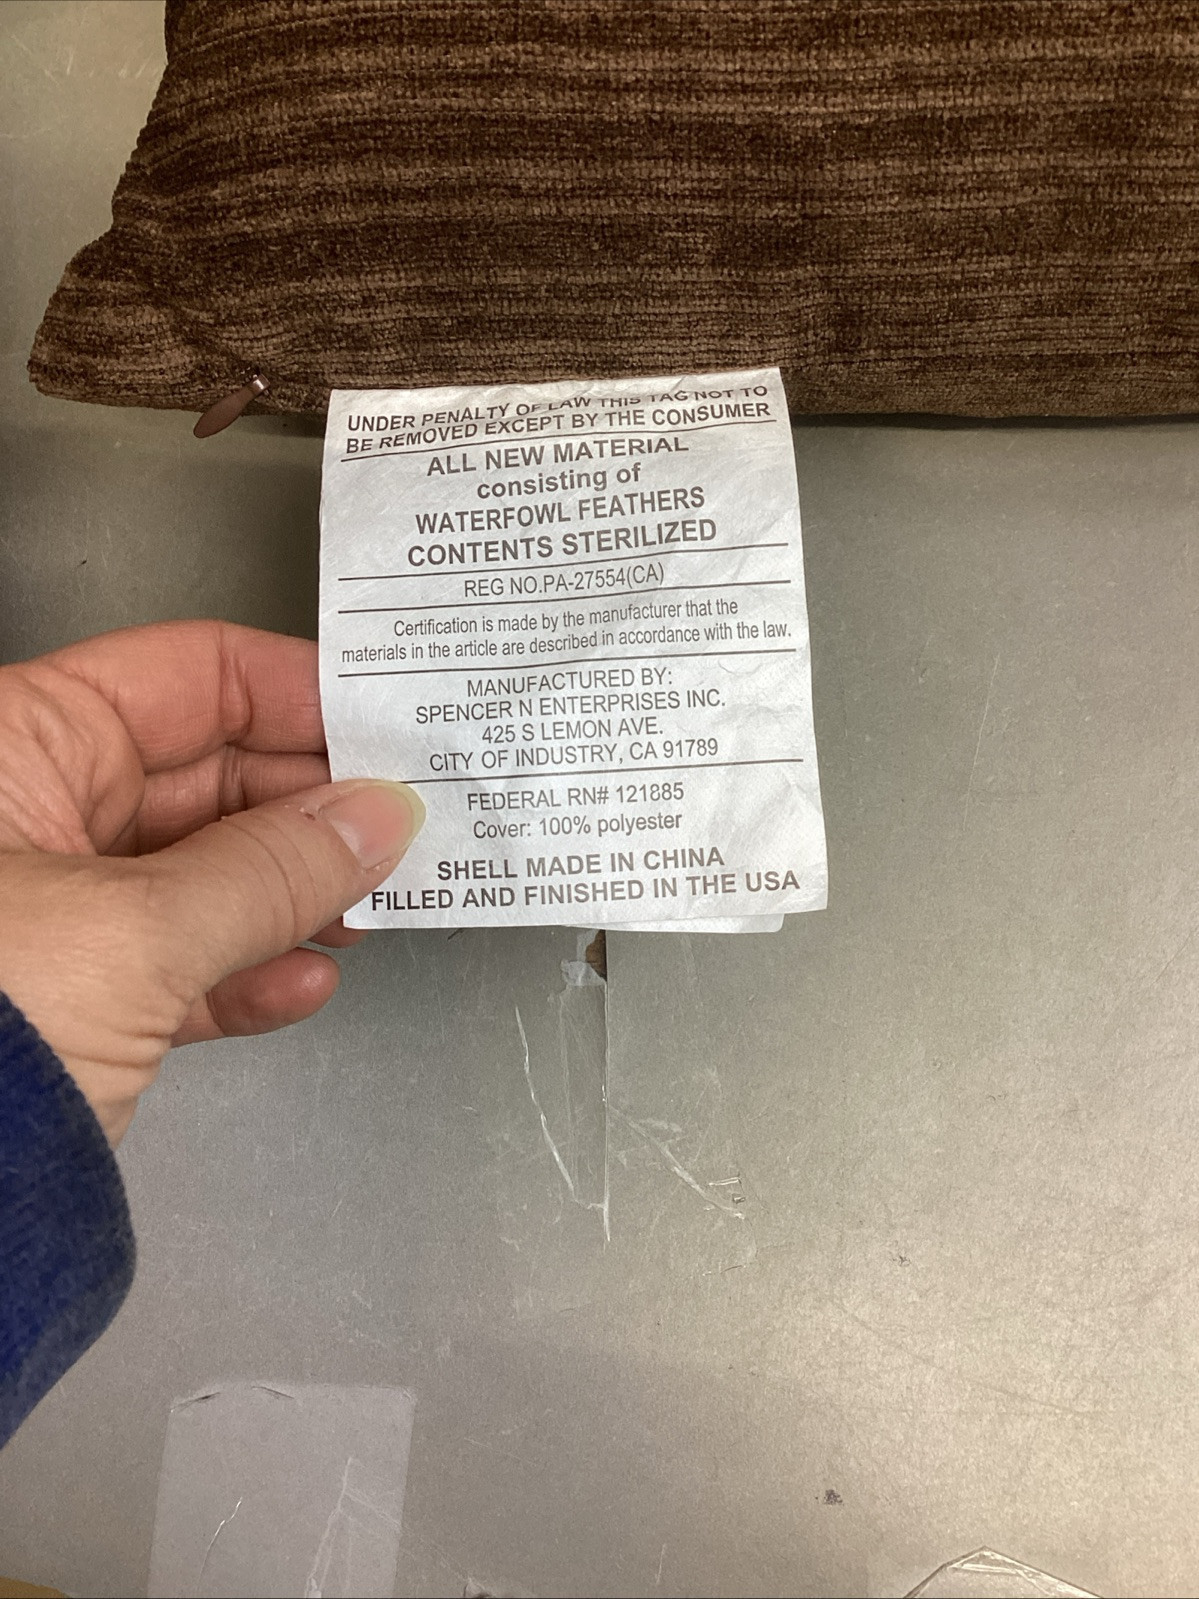 UNDER PENALTY OF LAW THIS TAG NOT TO
BE REMOVED EXCEPT BY THE CONSUMER
ALL NEW MATERIAL
consisting of
WATERFOWL FEATHERS
CONTENTS STERILIZED
REG NO.PA-27554(CA)
Certification is made by the manufacturer that the
materials in the article are described in accordance with the law.
MANUFACTURED BY:
SPENCER N ENTERPRISES INC.
425 S LEMON AVE.
CITY OF INDUSTRY, CA 91789
FEDERAL RN# 121885
Cover: 100% polyester
SHELL MADE IN CHINA
FILLED AND FINISHED IN THE USA